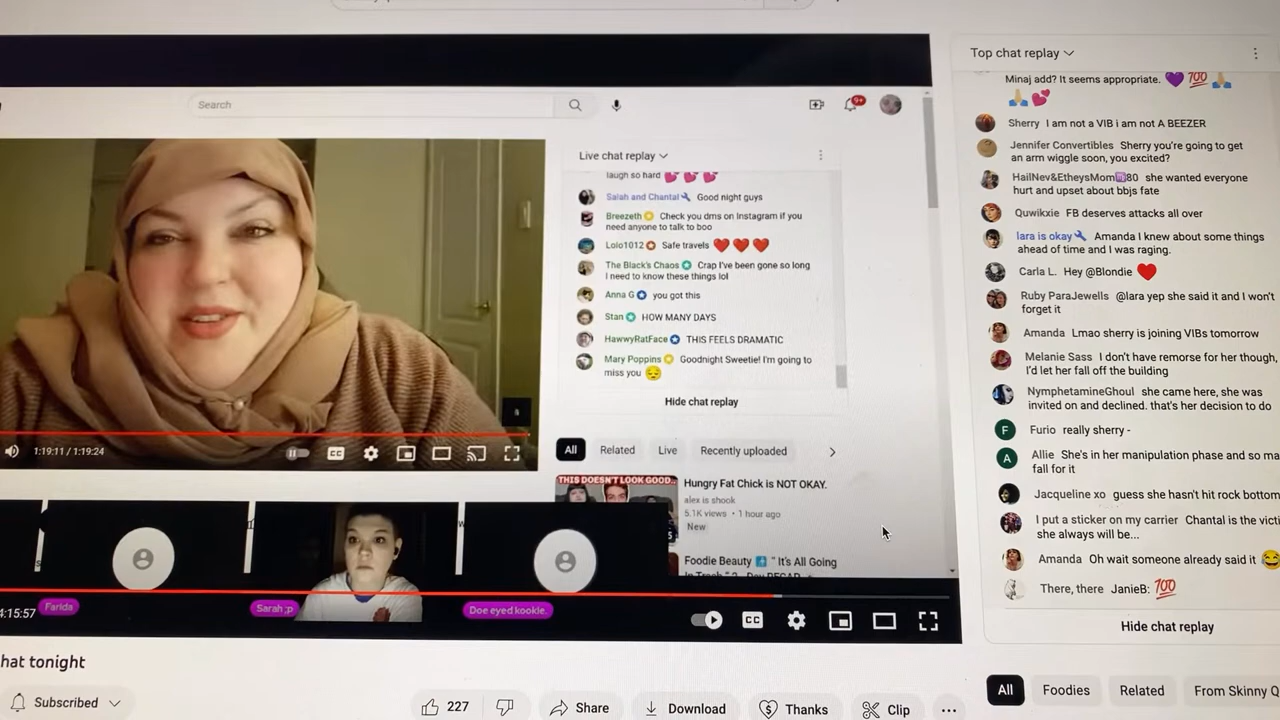 Search
9+
Live chat replay
laugh so hard 💕 💕 💕
Salah and Chantal Good night guys
Breezeth Check you dms on Instagram if you
need anyone to talk to boo
Lolo1012 Safe travels ❤️ ❤️ ❤️
The Black's Chaos Crap I've been gone so long
I need to know these things lol
Anna G you got this
Stan HOW MANY DAYS
HawwyRatFace THIS FEELS DRAMATIC
Mary Poppins Goodnight Sweetie! I'm going to
miss you 😔
Hide chat replay
1:19:11 / 1:19:24
CC
All Related Live Recently uploaded
THIS DOESN'T LOOK GOOD..
Hungry Fat Chick is NOT OKAY.
alex is shook
5.1K views • 1 hour ago
New
Foodie Beauty "It's All Going
Farida
Sarah ;p
Doe eyed kookie.
4:15:57
CC
hat tonight
Subscribed
227
Share
Download
Thanks
Clip
Top chat replay
Minaj add? It seems appropriate. 💜 💯 🙏
🙏 💕
Sherry I am not a VIB i am not A BEEZER
Jennifer Convertibles Sherry you're going to get
an arm wiggle soon, you excited?
HailNev&EtheysMom 80 she wanted everyone
hurt and upset about bbjs fate
Quwikxie FB deserves attacks all over
lara is okay Amanda I knew about some things
ahead of time and I was raging.
Carla L. Hey @Blondie ❤️
Ruby ParaJewells @lara yep she said it and I won't
forget it
Amanda Lmao sherry is joining VIBs tomorrow
Melanie Sass I don't have remorse for her though,
I'd let her fall off the building
NymphetamineGhoul she came here, she was
invited on and declined. that's her decision to do
F Furio really sherry -
A Allie She's in her manipulation phase and so ma
fall for it
Jacqueline xo guess she hasn't hit rock bottom
I put a sticker on my carrier Chantal is the vict
she always will be...
Amanda Oh wait someone already said it 😂
There, there JanieB: 💯
Hide chat replay
All Foodies Related From Skinny Q